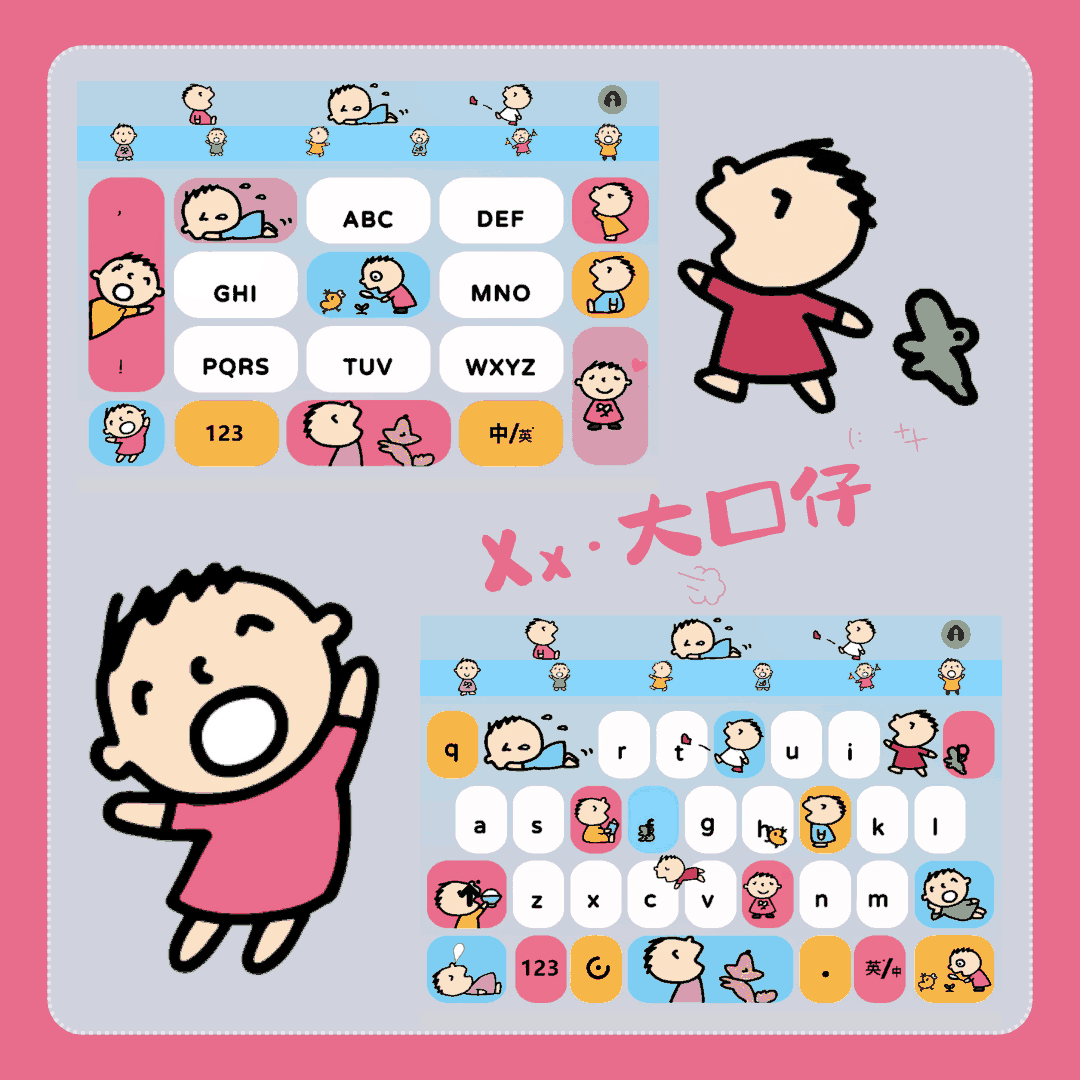 ,
ABC DEF
GHI MNO
!
PQRS TUV WXYZ
123 中/英
(: ++
Xx·大口仔
q r t u i p
a s f g h k l
z x c v n m
123 . 英/中